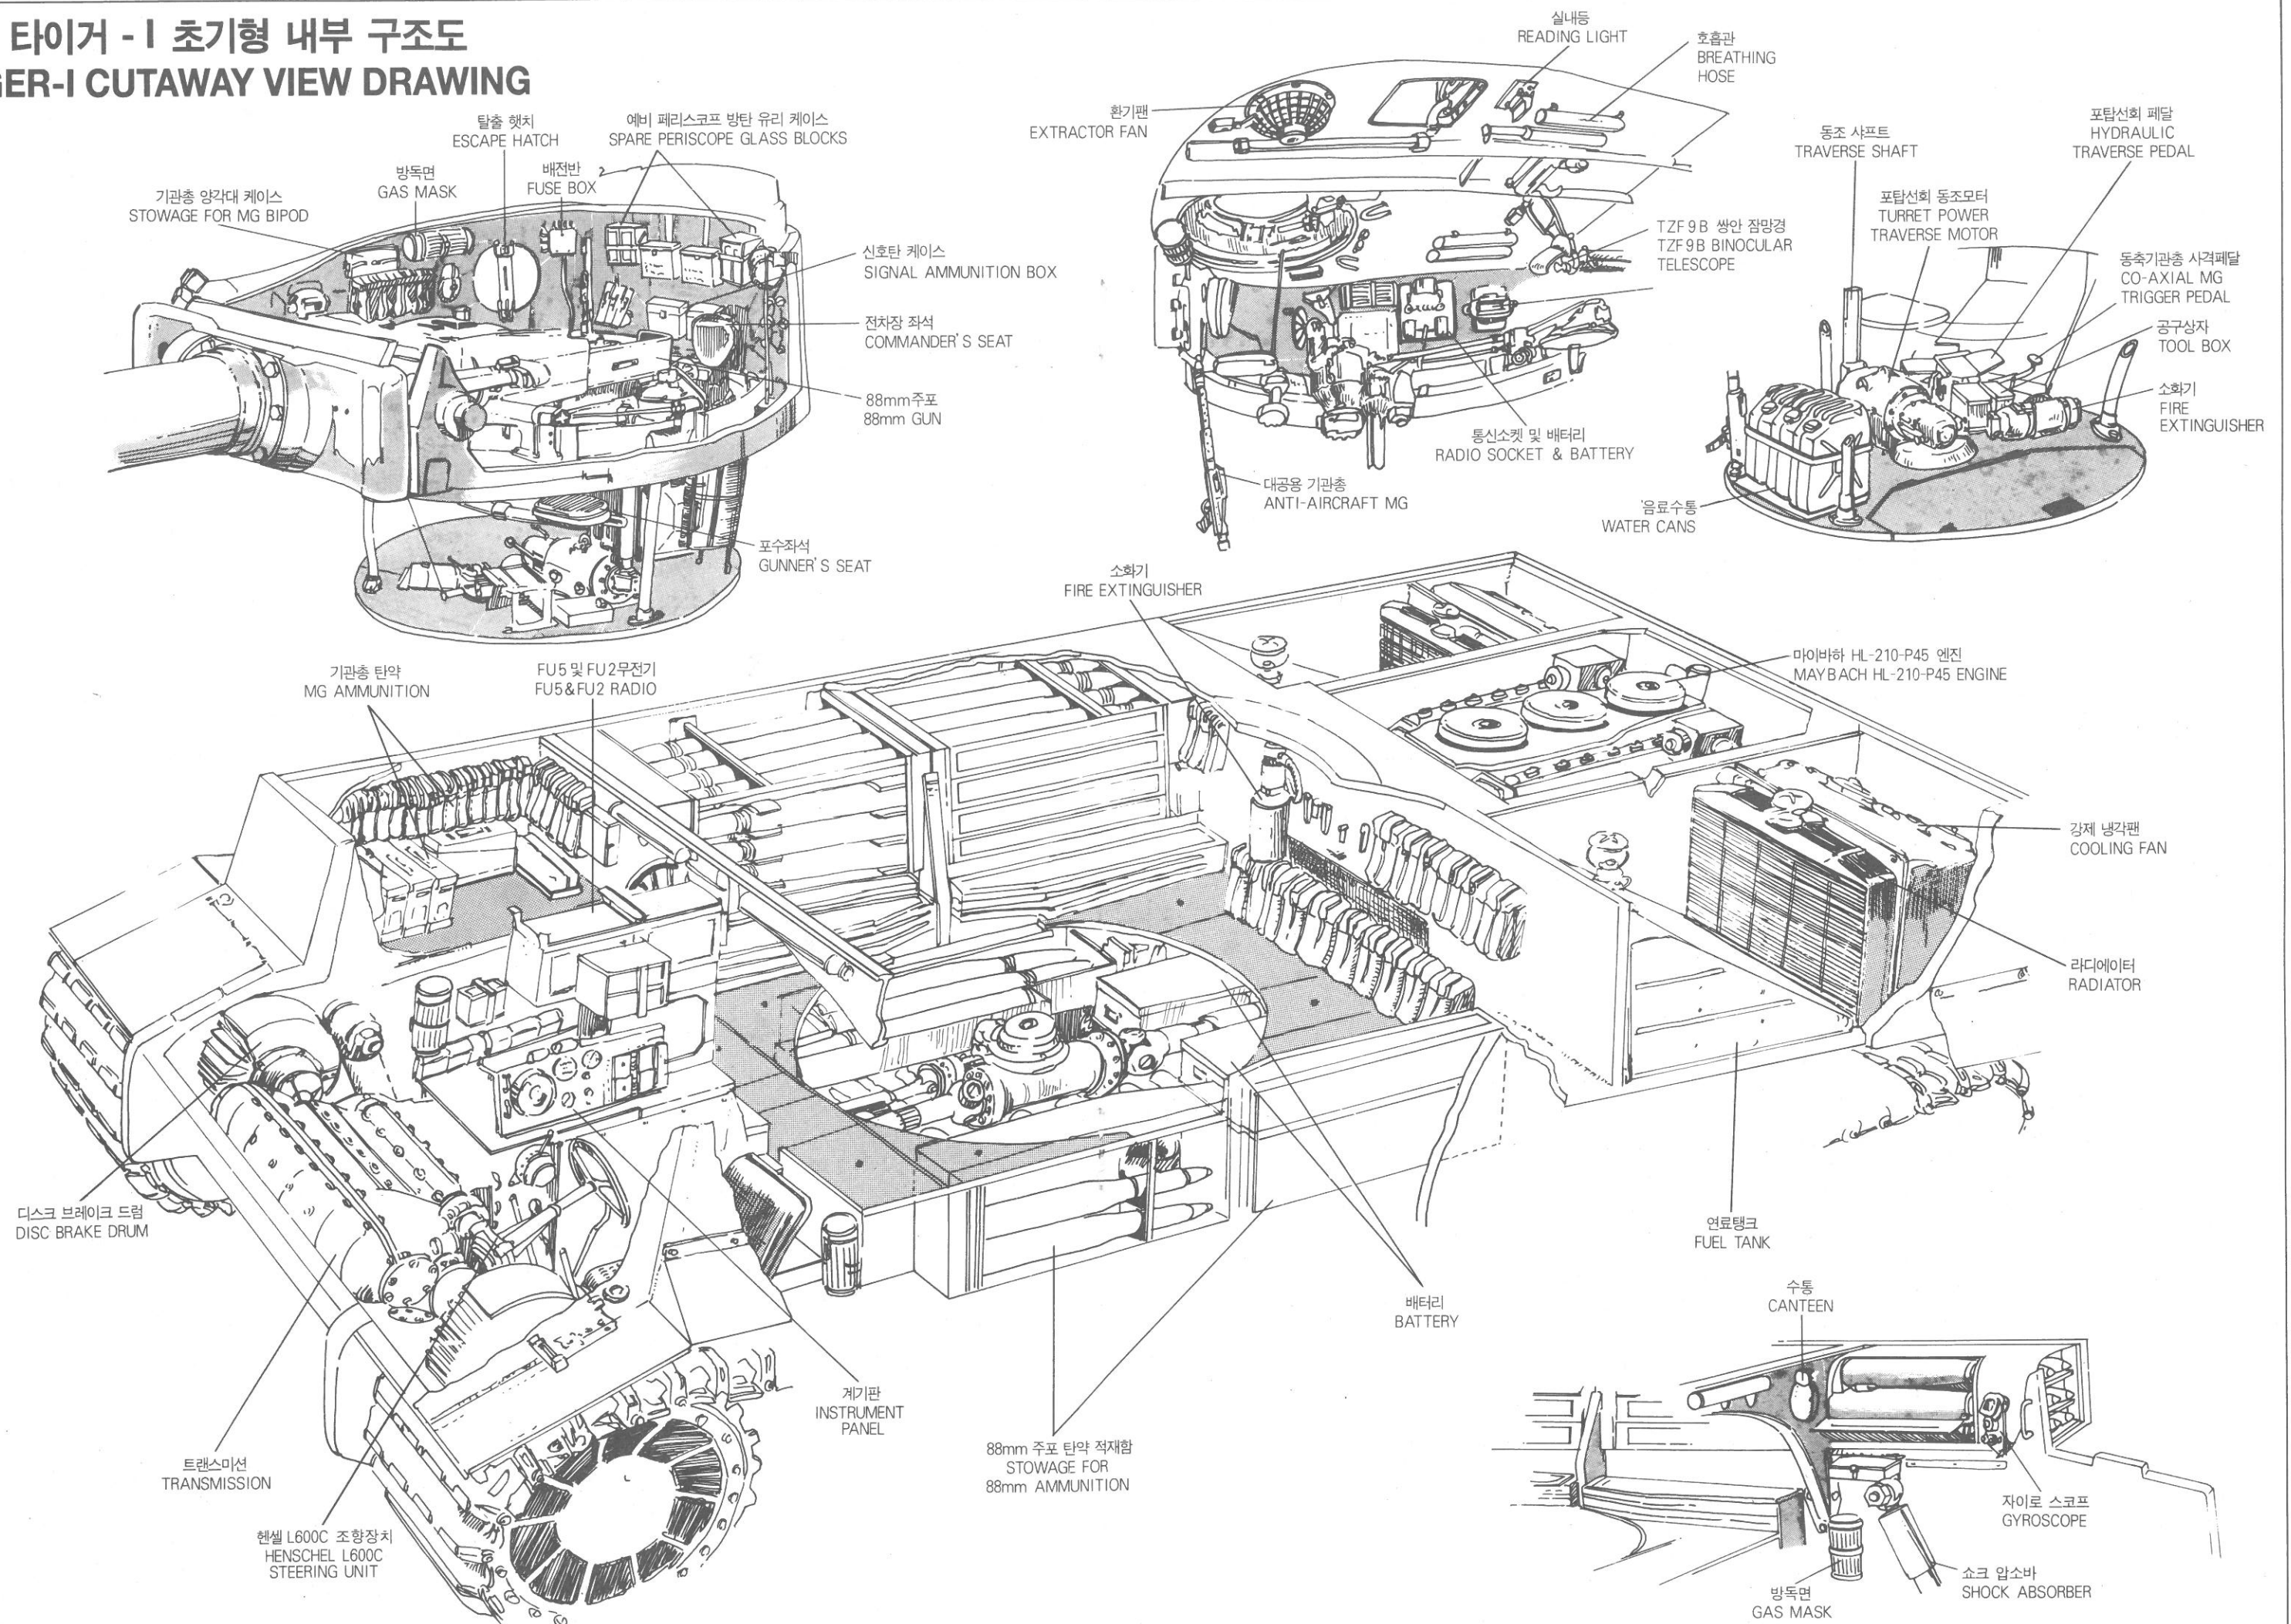 타이거 - I 초기형 내부 구조도
GER-I CUTAWAY VIEW DRAWING
기관총 양각대 케이스
STOWAGE FOR MG BIPOD
방독면
GAS MASK
탈출 햇치
ESCAPE HATCH
배전반
FUSE BOX
예비 페리스코프 방탄 유리 케이스
SPARE PERISCOPE GLASS BLOCKS
신호탄 케이스
SIGNAL AMMUNITION BOX
전차장 좌석
COMMANDER'S SEAT
88mm주포
88mm GUN
포수좌석
GUNNER'S SEAT
실내등
READING LIGHT
호흡관
BREATHING
HOSE
환기팬
EXTRACTOR FAN
TZF 9 B 쌍안 잠망경
TZF 9 B BINOCULAR
TELESCOPE
통신소켓 및 배터리
RADIO SOCKET & BATTERY
대공용 기관총
ANTI-AIRCRAFT MG
동조 샤프트
TRAVERSE SHAFT
포탑선회 페달
HYDRAULIC
TRAVERSE PEDAL
포탑선회 동조모터
TURRET POWER
TRAVERSE MOTOR
동축기관총 사격페달
CO-AXIAL MG
TRIGGER PEDAL
공구상자
TOOL BOX
소화기
FIRE
EXTINGUISHER
음료수통
WATER CANS
소화기
FIRE EXTINGUISHER
기관총 탄약
MG AMMUNITION
FU 5 및 FU 2 무전기
FU 5 & FU 2 RADIO
마이바하 HL-210-P45 엔진
MAYBACH HL-210-P45 ENGINE
강제 냉각팬
COOLING FAN
라디에이터
RADIATOR
디스크 브레이크 드럼
DISC BRAKE DRUM
연료탱크
FUEL TANK
배터리
BATTERY
계기판
INSTRUMENT
PANEL
88mm 주포 탄약 적재함
STOWAGE FOR
88mm AMMUNITION
트랜스미션
TRANSMISSION
헨셀 L600C 조향장치
HENSCHEL L600C
STEERING UNIT
수통
CANTEEN
자이로 스코프
GYROSCOPE
쇼크 압소바
SHOCK ABSORBER
방독면
GAS MASK